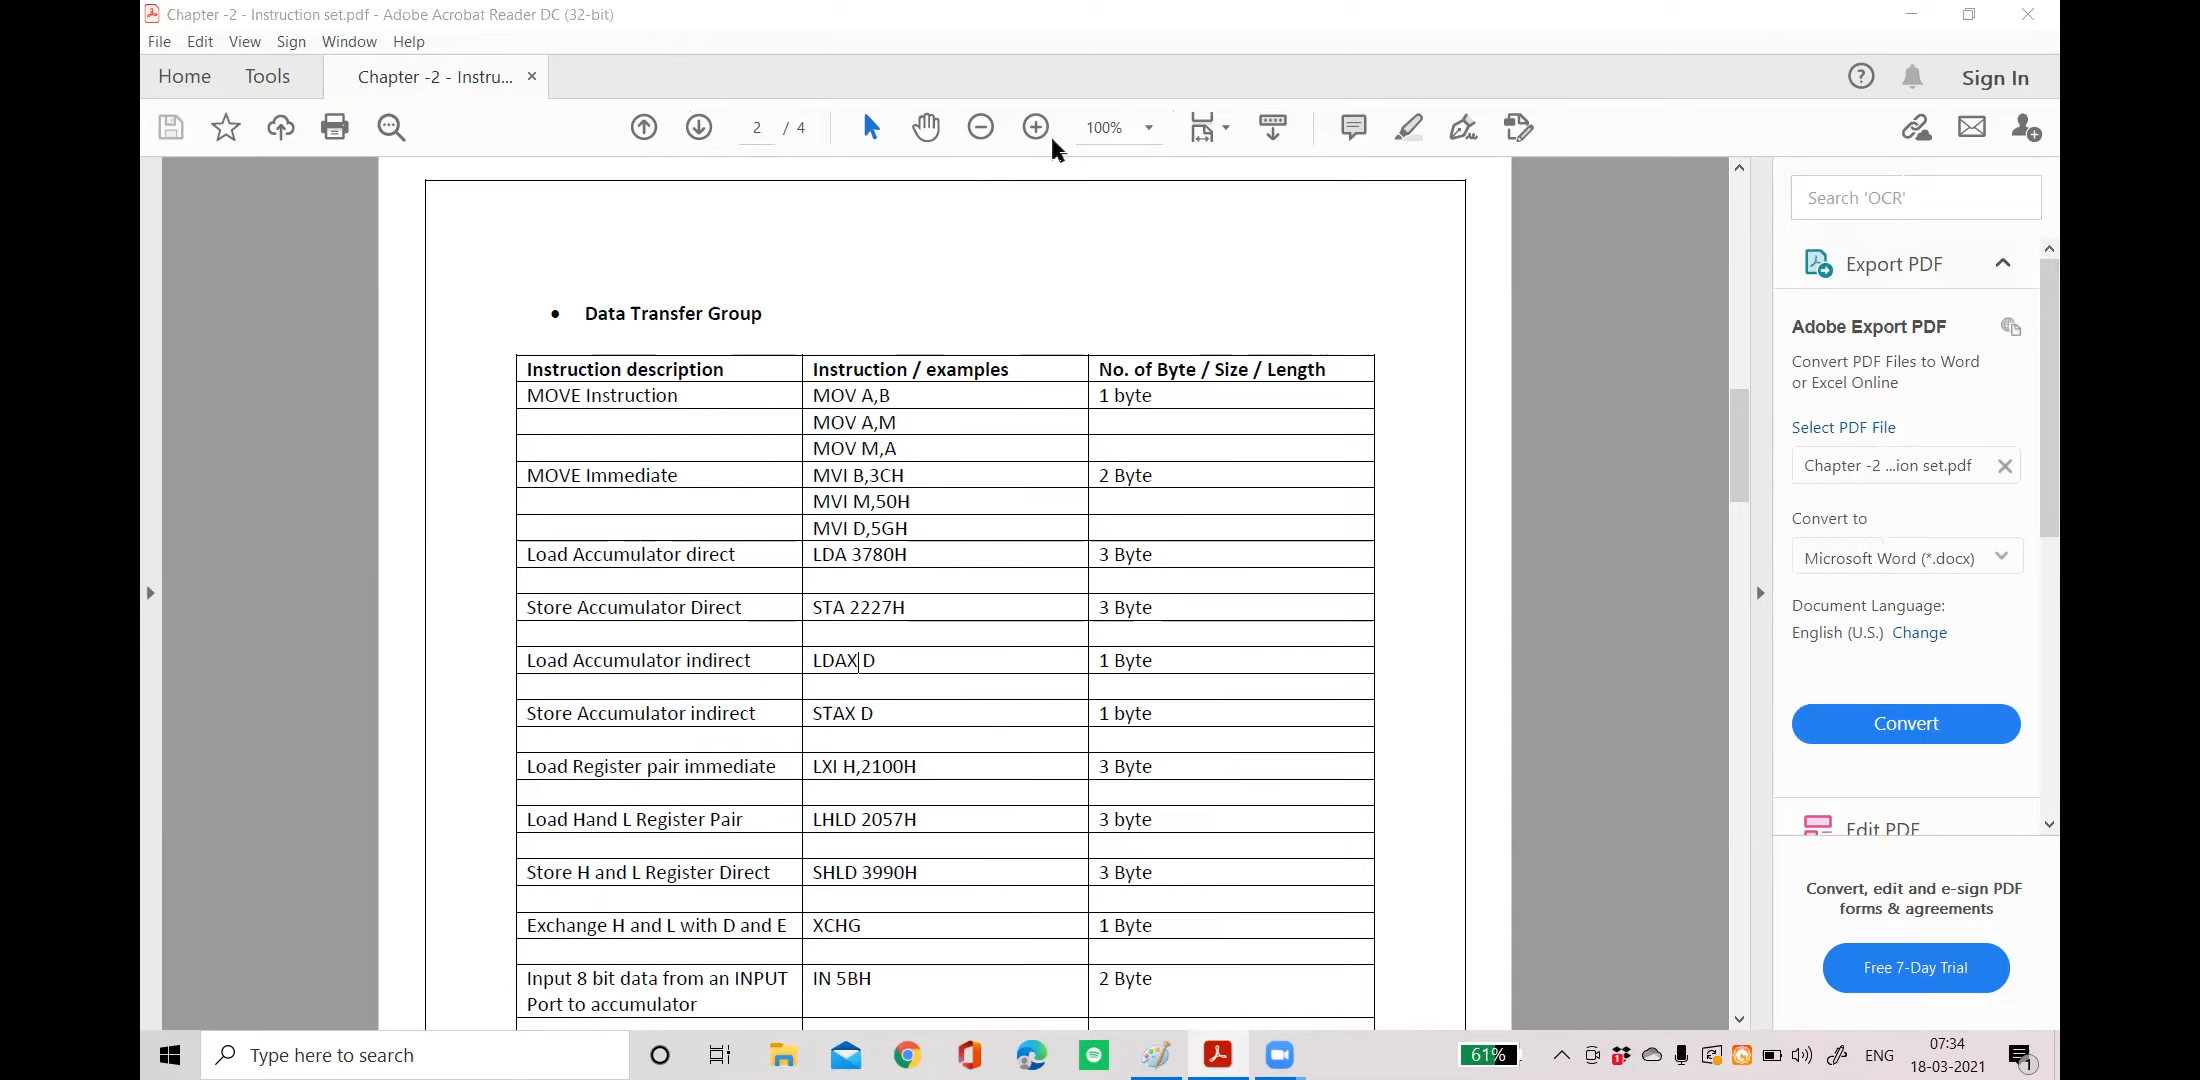 Chapter -2 - Instruction set.pdf - Adobe Acrobat Reader DC (32-bit)
File Edit View Sign Window Help
Home Tools Chapter -2 - Instru... × Sign In
2 / 4 100%
• Data Transfer Group
Instruction description Instruction / examples No. of Byte / Size / Length
MOVE Instruction MOV A,B 1 byte
MOV A,M
MOV M,A
MOVE Immediate MVI B,3CH 2 Byte
MVI M,50H
MVI D,5GH
Load Accumulator direct LDA 3780H 3 Byte
Store Accumulator Direct STA 2227H 3 Byte
Load Accumulator indirect LDAX D 1 Byte
Store Accumulator indirect STAX D 1 byte
Load Register pair immediate LXI H,2100H 3 Byte
Load Hand L Register Pair LHLD 2057H 3 byte
Store H and L Register Direct SHLD 3990H 3 Byte
Exchange H and L with D and E XCHG 1 Byte
Input 8 bit data from an INPUT IN 5BH 2 Byte
Port to accumulator
Search 'OCR'
Export PDF
Adobe Export PDF
Convert PDF Files to Word
or Excel Online
Select PDF File
Chapter -2 ...ion set.pdf
Convert to
Microsoft Word (*.docx)
Document Language:
English (U.S.) Change
Convert
Edit PDF
Convert, edit and e-sign PDF
forms & agreements
Free 7-Day Trial
Type here to search
61%
1
ENG
07:34
18-03-2021
1